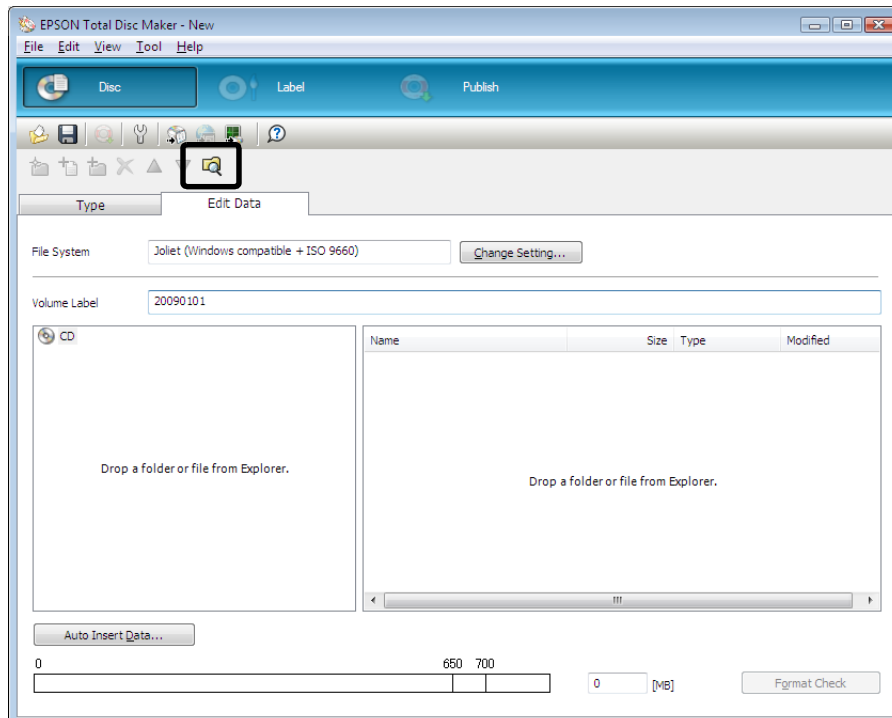 EPSON Total Disc Maker - New
File Edit View Tool Help
Disc Label Publish
Type Edit Data
File System Joliet (Windows compatible + ISO 9660) Change Setting...
Volume Label 20090101
CD
Name Size Type Modified
Drop a folder or file from Explorer.
Drop a folder or file from Explorer.
Auto Insert Data...
0 650 700
0 [MB] Format Check